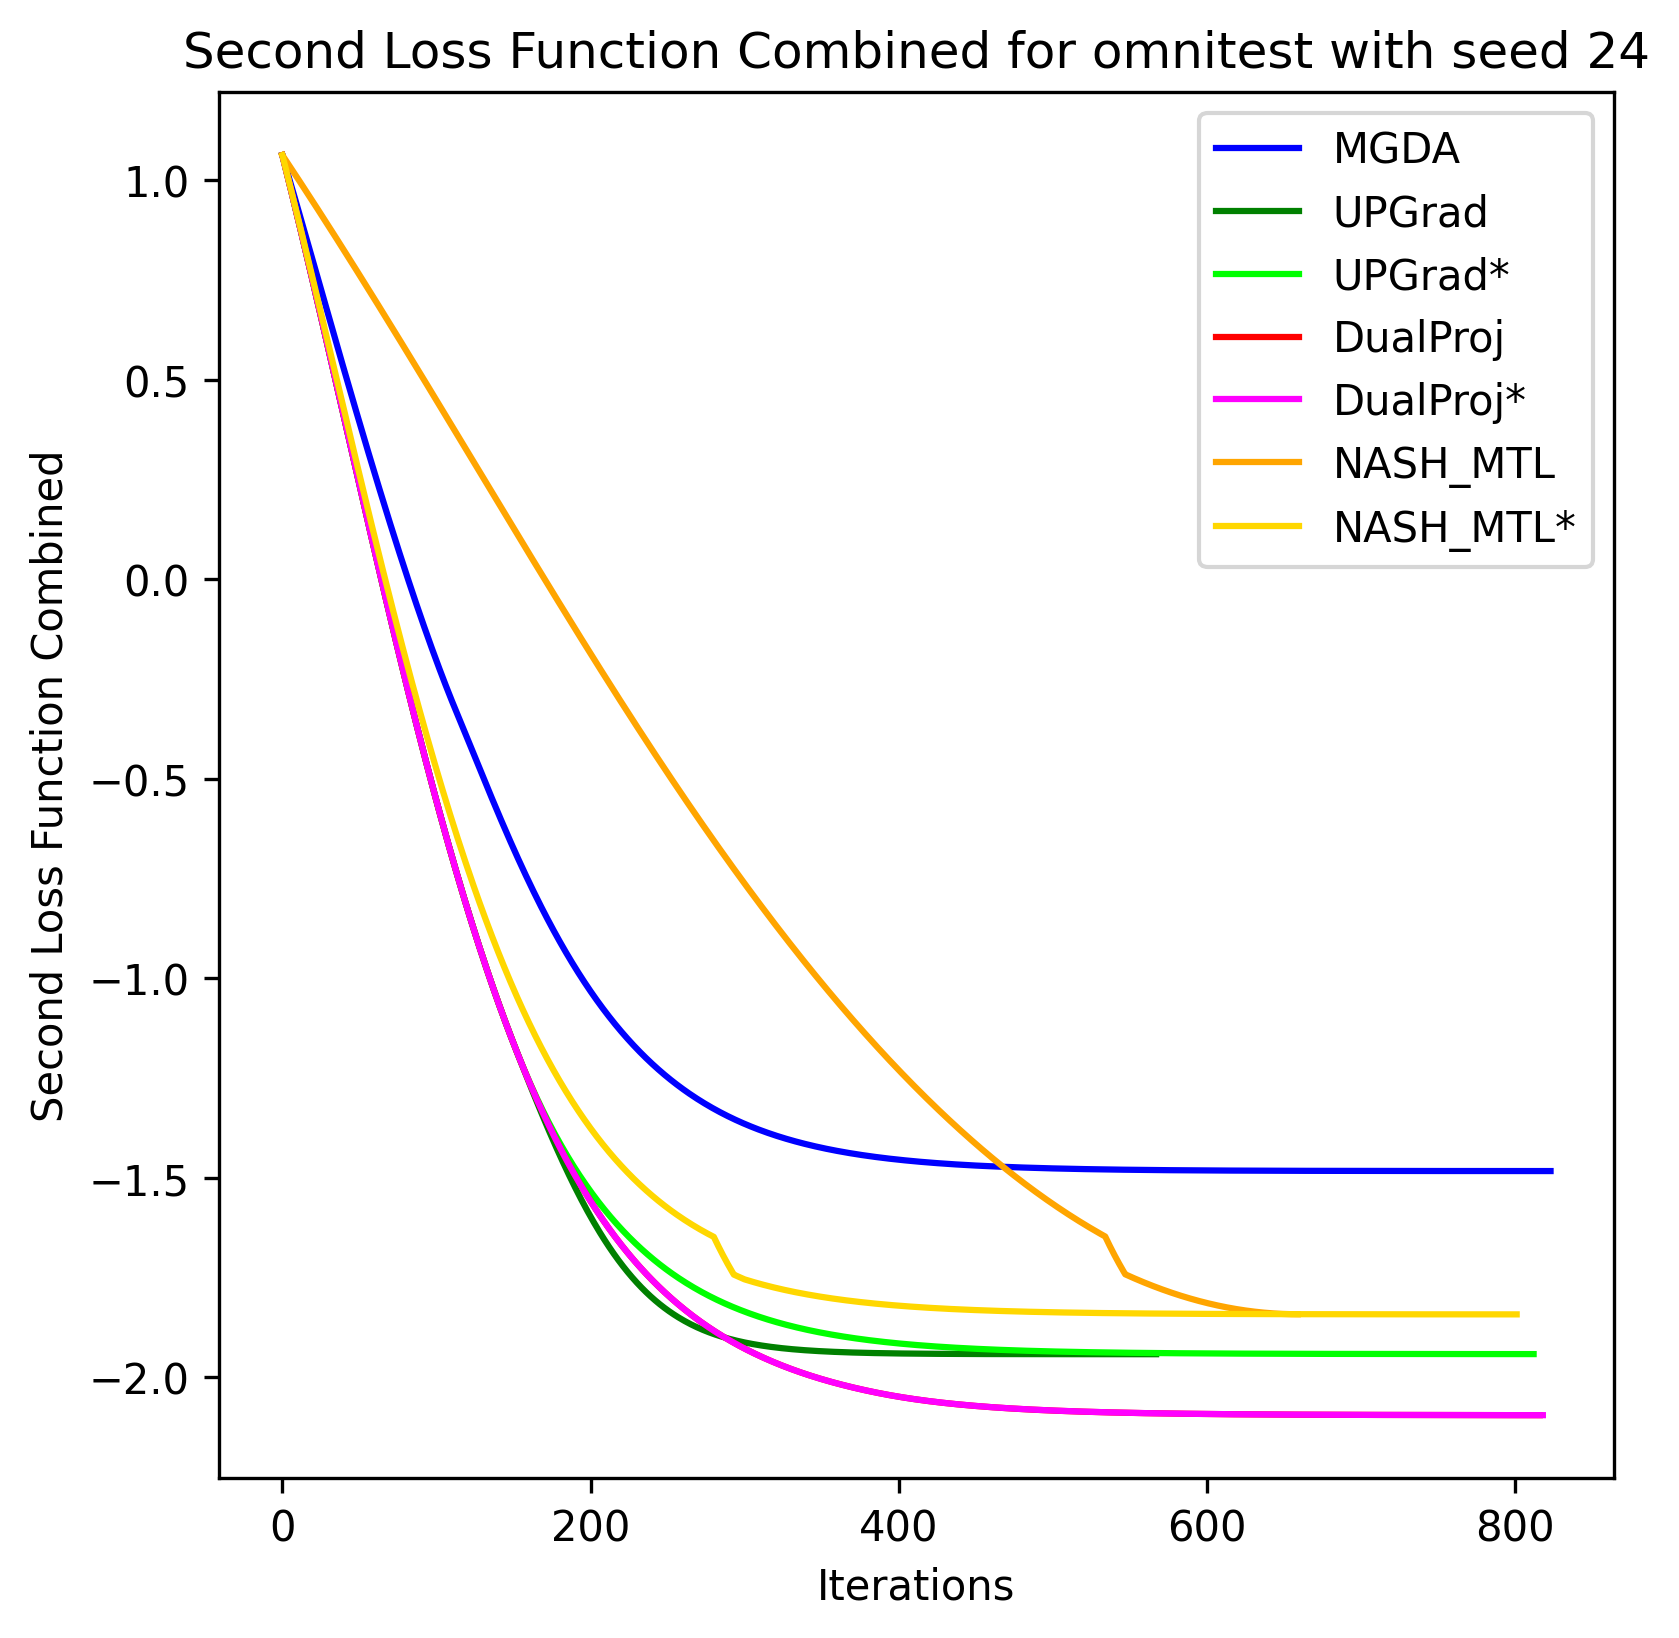 Second Loss Function Combined for omnitest with seed 24
MGDA
UPGrad
UPGrad*
DualProj
DualProj*
NASH_MTL
NASH_MTL*
Second Loss Function Combined
1.0
0.5
0.0
−0.5
−1.0
−1.5
−2.0
0
200
400
600
800
Iterations